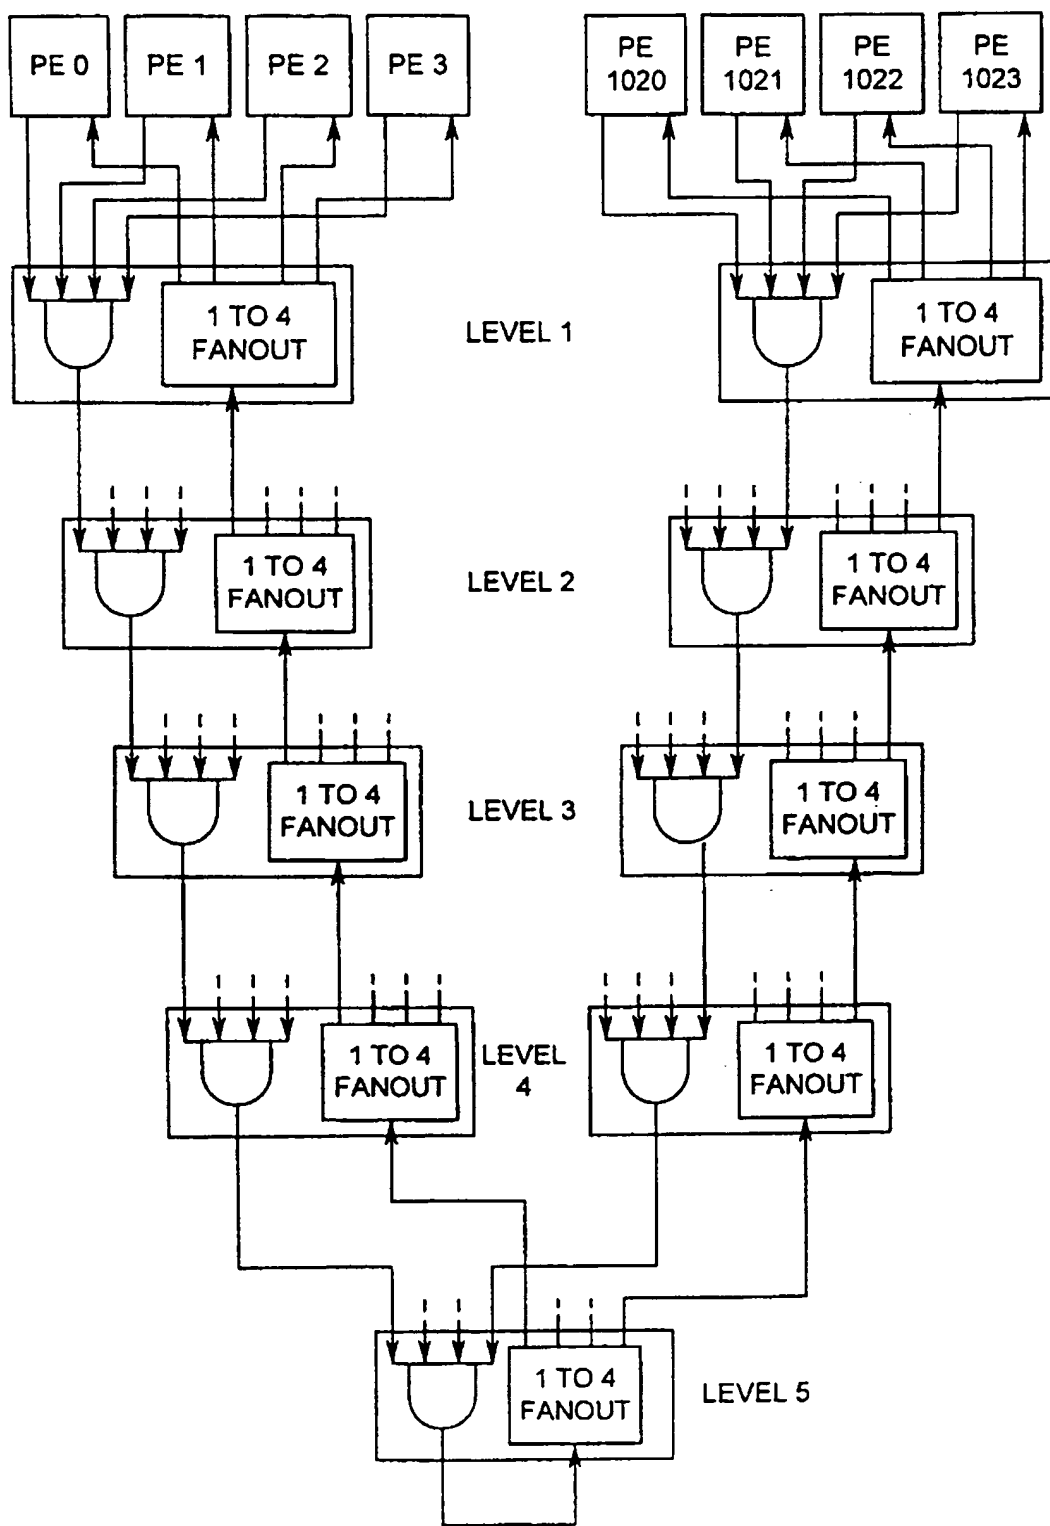 PE 0
PE 1
PE 2
PE 3
PE
1020
PE
1021
PE
1022
PE
1023
1 TO 4
FANOUT
LEVEL 1
1 TO 4
FANOUT
1 TO 4
FANOUT
LEVEL 2
1 TO 4
FANOUT
1 TO 4
FANOUT
LEVEL 3
1 TO 4
FANOUT
1 TO 4
FANOUT
LEVEL
4
1 TO 4
FANOUT
1 TO 4
FANOUT
LEVEL 5